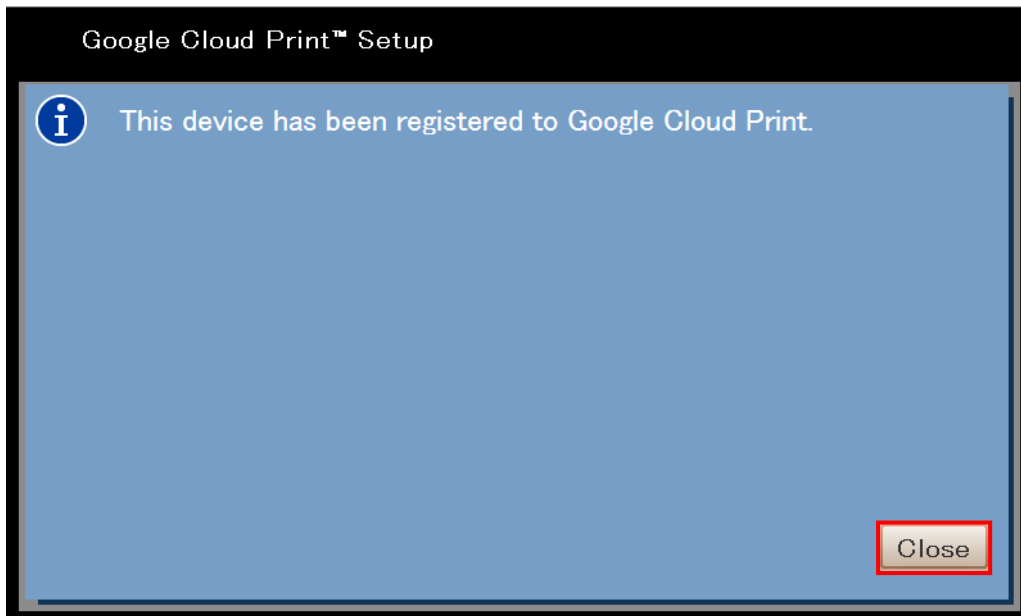 Google Cloud Print™ Setup
This device has been registered to Google Cloud Print.
Close